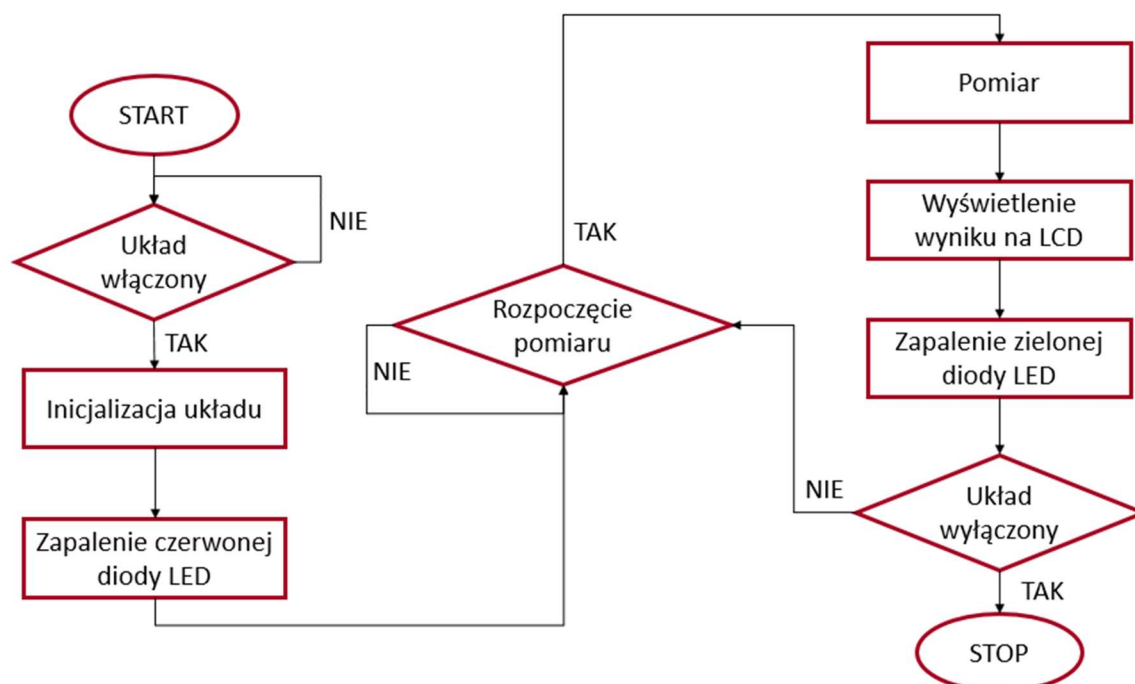 START
Układ
włączony
NIE
TAK
Inicjalizacja układu
Zapalenie czerwonej
diody LED
Rozpoczęcie
pomiaru
NIE
TAK
Pomiar
Wyświetlenie
wyniku na LCD
Zapalenie zielonej
diody LED
Układ
wyłączony
NIE
TAK
STOP